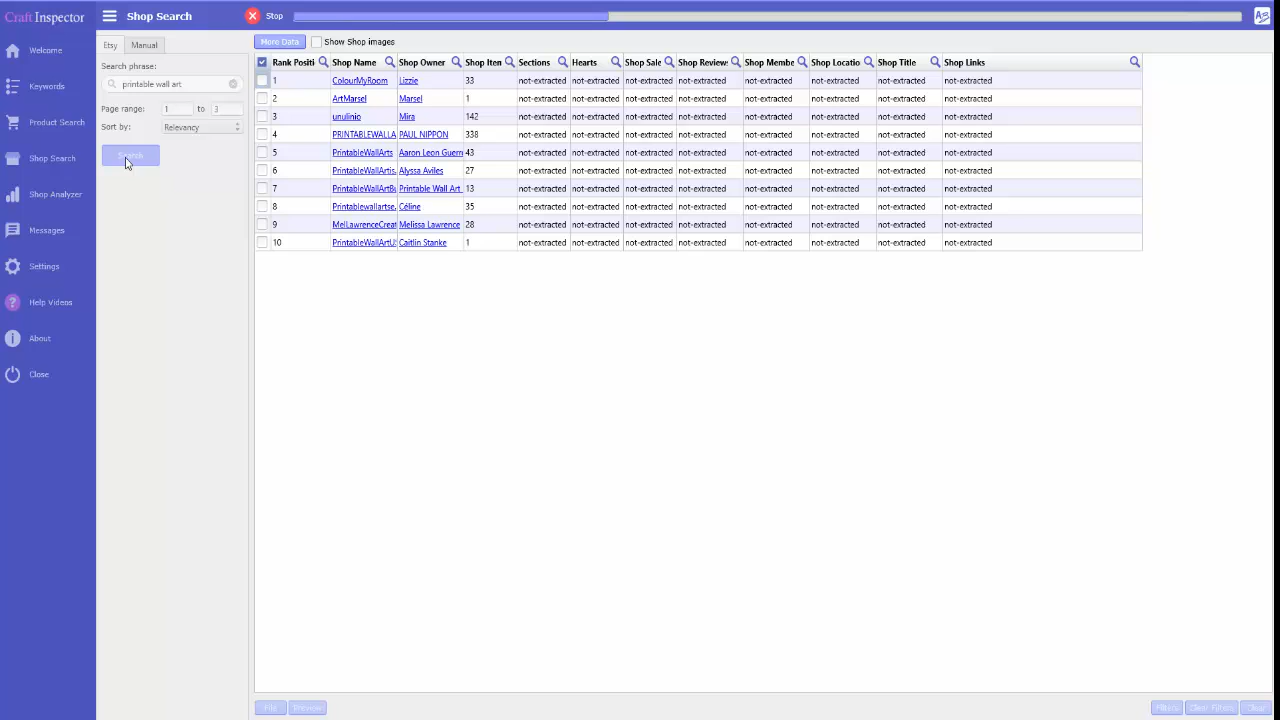 Craft Inspector
Shop Search
Stop
Welcome
Keywords
Product Search
Shop Search
Shop Analyzer
Messages
Settings
Help Videos
About
Close
Etsy Manual
Search phrase:
printable wall art
Page range: 1 to 3
Sort by: Relevancy
Search
More Data Show Shop images
Rank Positi Shop Name Shop Owner Shop Iten Sections Hearts Shop Sale Shop Reviews Shop Membe Shop Locatio Shop Title Shop Links
1 ColourMyRoom Lizzie 33 not-extracted not-extracted not-extracted not-extracted not-extracted not-extracted not-extracted not-extracted
2 ArtMarsel Marsel 1 not-extracted not-extracted not-extracted not-extracted not-extracted not-extracted not-extracted not-extracted
3 unulinio Mira 142 not-extracted not-extracted not-extracted not-extracted not-extracted not-extracted not-extracted not-extracted
4 PRINTABLEWALLA PAUL NIPPON 338 not-extracted not-extracted not-extracted not-extracted not-extracted not-extracted not-extracted not-extracted
5 PrintableWallArts Aaron Leon Guerr 43 not-extracted not-extracted not-extracted not-extracted not-extracted not-extracted not-extracted not-extracted
6 PrintableWallArtis. Alyssa Aviles 27 not-extracted not-extracted not-extracted not-extracted not-extracted not-extracted not-extracted not-extracted
7 PrintableWallArtBu Printable Wall Art 13 not-extracted not-extracted not-extracted not-extracted not-extracted not-extracted not-extracted not-extracted
8 Printablewallartse. Céline 35 not-extracted not-extracted not-extracted not-extracted not-extracted not-extracted not-extracted not-extracted
9 MelLawrenceCreat Melissa Lawrence 28 not-extracted not-extracted not-extracted not-extracted not-extracted not-extracted not-extracted not-extracted
10 PrintableWallArtU: Caitlin Stanke 1 not-extracted not-extracted not-extracted not-extracted not-extracted not-extracted not-extracted not-extracted
File Preview Filters Clear Filters Clear